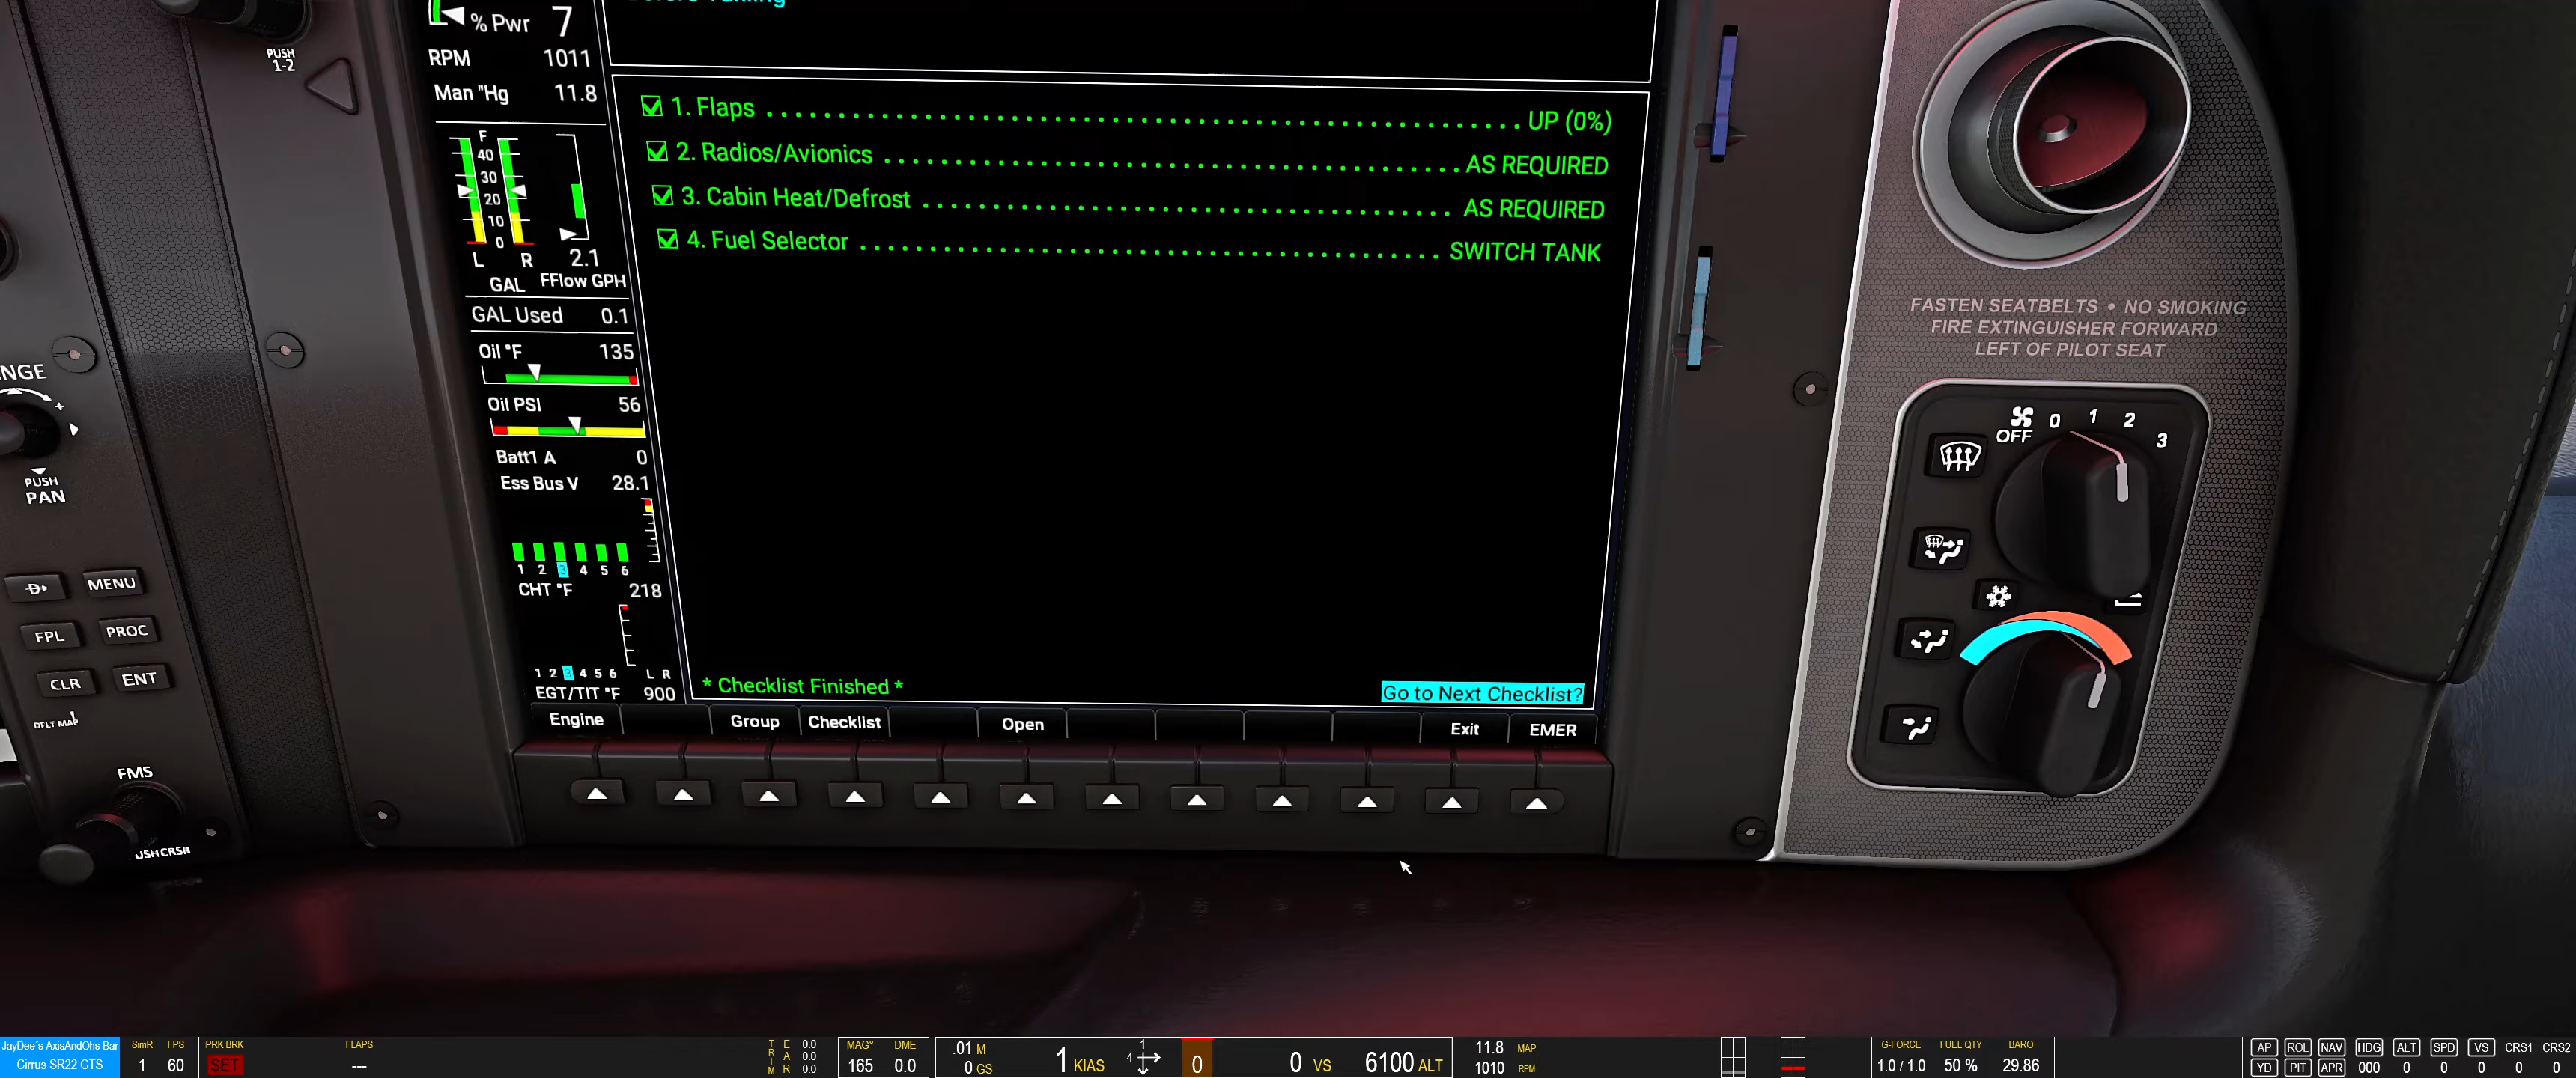 % Pwr 7
RPM 1011
Man "Hg 11.8
F
40
30
20
10
0
L R
GAL
2.1
FFlow GPH
GAL Used 0.1
Oil °F 135
Oil PSI 56
Batt1 A 0
Ess Bus V 28.1
1 2 3 4 5 6
CHT °F 218
1 2 3 4 5 6 L R
EGT/TIT °F 900
1. Flaps UP (0%)
2. Radios/Avionics AS REQUIRED
3. Cabin Heat/Defrost AS REQUIRED
4. Fuel Selector SWITCH TANK
* Checklist Finished *
Go to Next Checklist?
Engine Group Checklist Open Exit EMER
PUSH
1-2
PUSH
PAN
MENU
FPL PROC
CLR ENT
DFLT MAP
FMS
FASTEN SEATBELTS • NO SMOKING
FIRE EXTINGUISHER FORWARD
LEFT OF PILOT SEAT
OFF 0 1 2 3
JayDee´s AxisAndOhs Bar
Cirrus SR22 GTS
SimR FPS
1 60
PRK BRK
SET
FLAPS
---
TRIM
E 0.0
A 0.0
R 0.0
MAG° DME
165 0.0
.01 M
0 GS
1 KIAS
1
4
0
0 VS
6100 ALT
11.8 MAP
1010 RPM
G-FORCE FUEL QTY BARO
1.0 / 1.0 50 % 29.86
AP ROL NAV HDG ALT SPD VS CRS1 CRS2
YD PIT APR 000 0 0 0 0 0